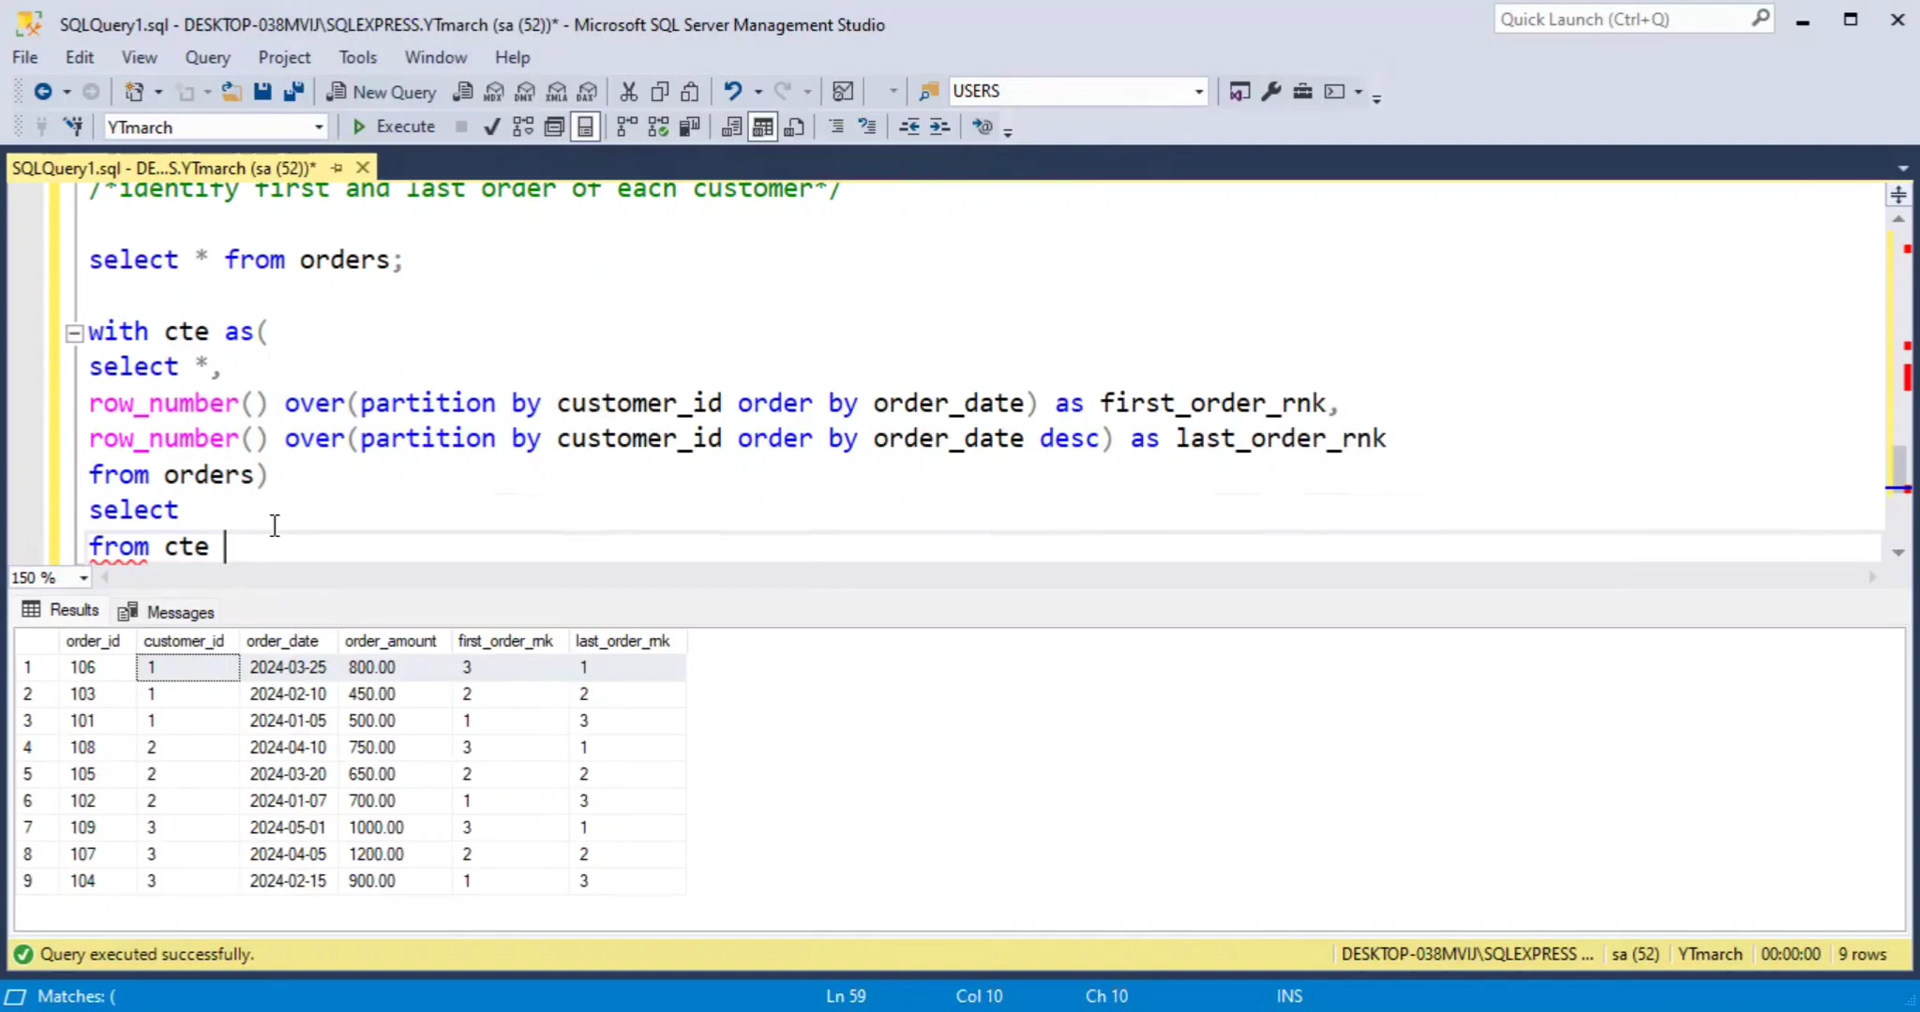 SQLQuery1.sql - DESKTOP-038MVIJ\SQLEXPRESS.YTmarch (sa (52))* - Microsoft SQL Server Management Studio
Quick Launch (Ctrl+Q)
File Edit View Query Project Tools Window Help
New Query MDX DMX XMLA DAX USERS
YTmarch Execute
SQLQuery1.sql - DE...S.YTmarch (sa (52))*
/*identify first and last order of each customer*/
select * from orders;
with cte as(
select *,
row_number() over(partition by customer_id order by order_date) as first_order_rnk,
row_number() over(partition by customer_id order by order_date desc) as last_order_rnk
from orders)
select
from cte
150 %
Results Messages
order_id customer_id order_date order_amount first_order_rnk last_order_rnk
1 106 1 2024-03-25 800.00 3 1
2 103 1 2024-02-10 450.00 2 2
3 101 1 2024-01-05 500.00 1 3
4 108 2 2024-04-10 750.00 3 1
5 105 2 2024-03-20 650.00 2 2
6 102 2 2024-01-07 700.00 1 3
7 109 3 2024-05-01 1000.00 3 1
8 107 3 2024-04-05 1200.00 2 2
9 104 3 2024-02-15 900.00 1 3
Query executed successfully. DESKTOP-038MVIJ\SQLEXPRESS ... sa (52) YTmarch 00:00:00 9 rows
Matches: ( Ln 59 Col 10 Ch 10 INS